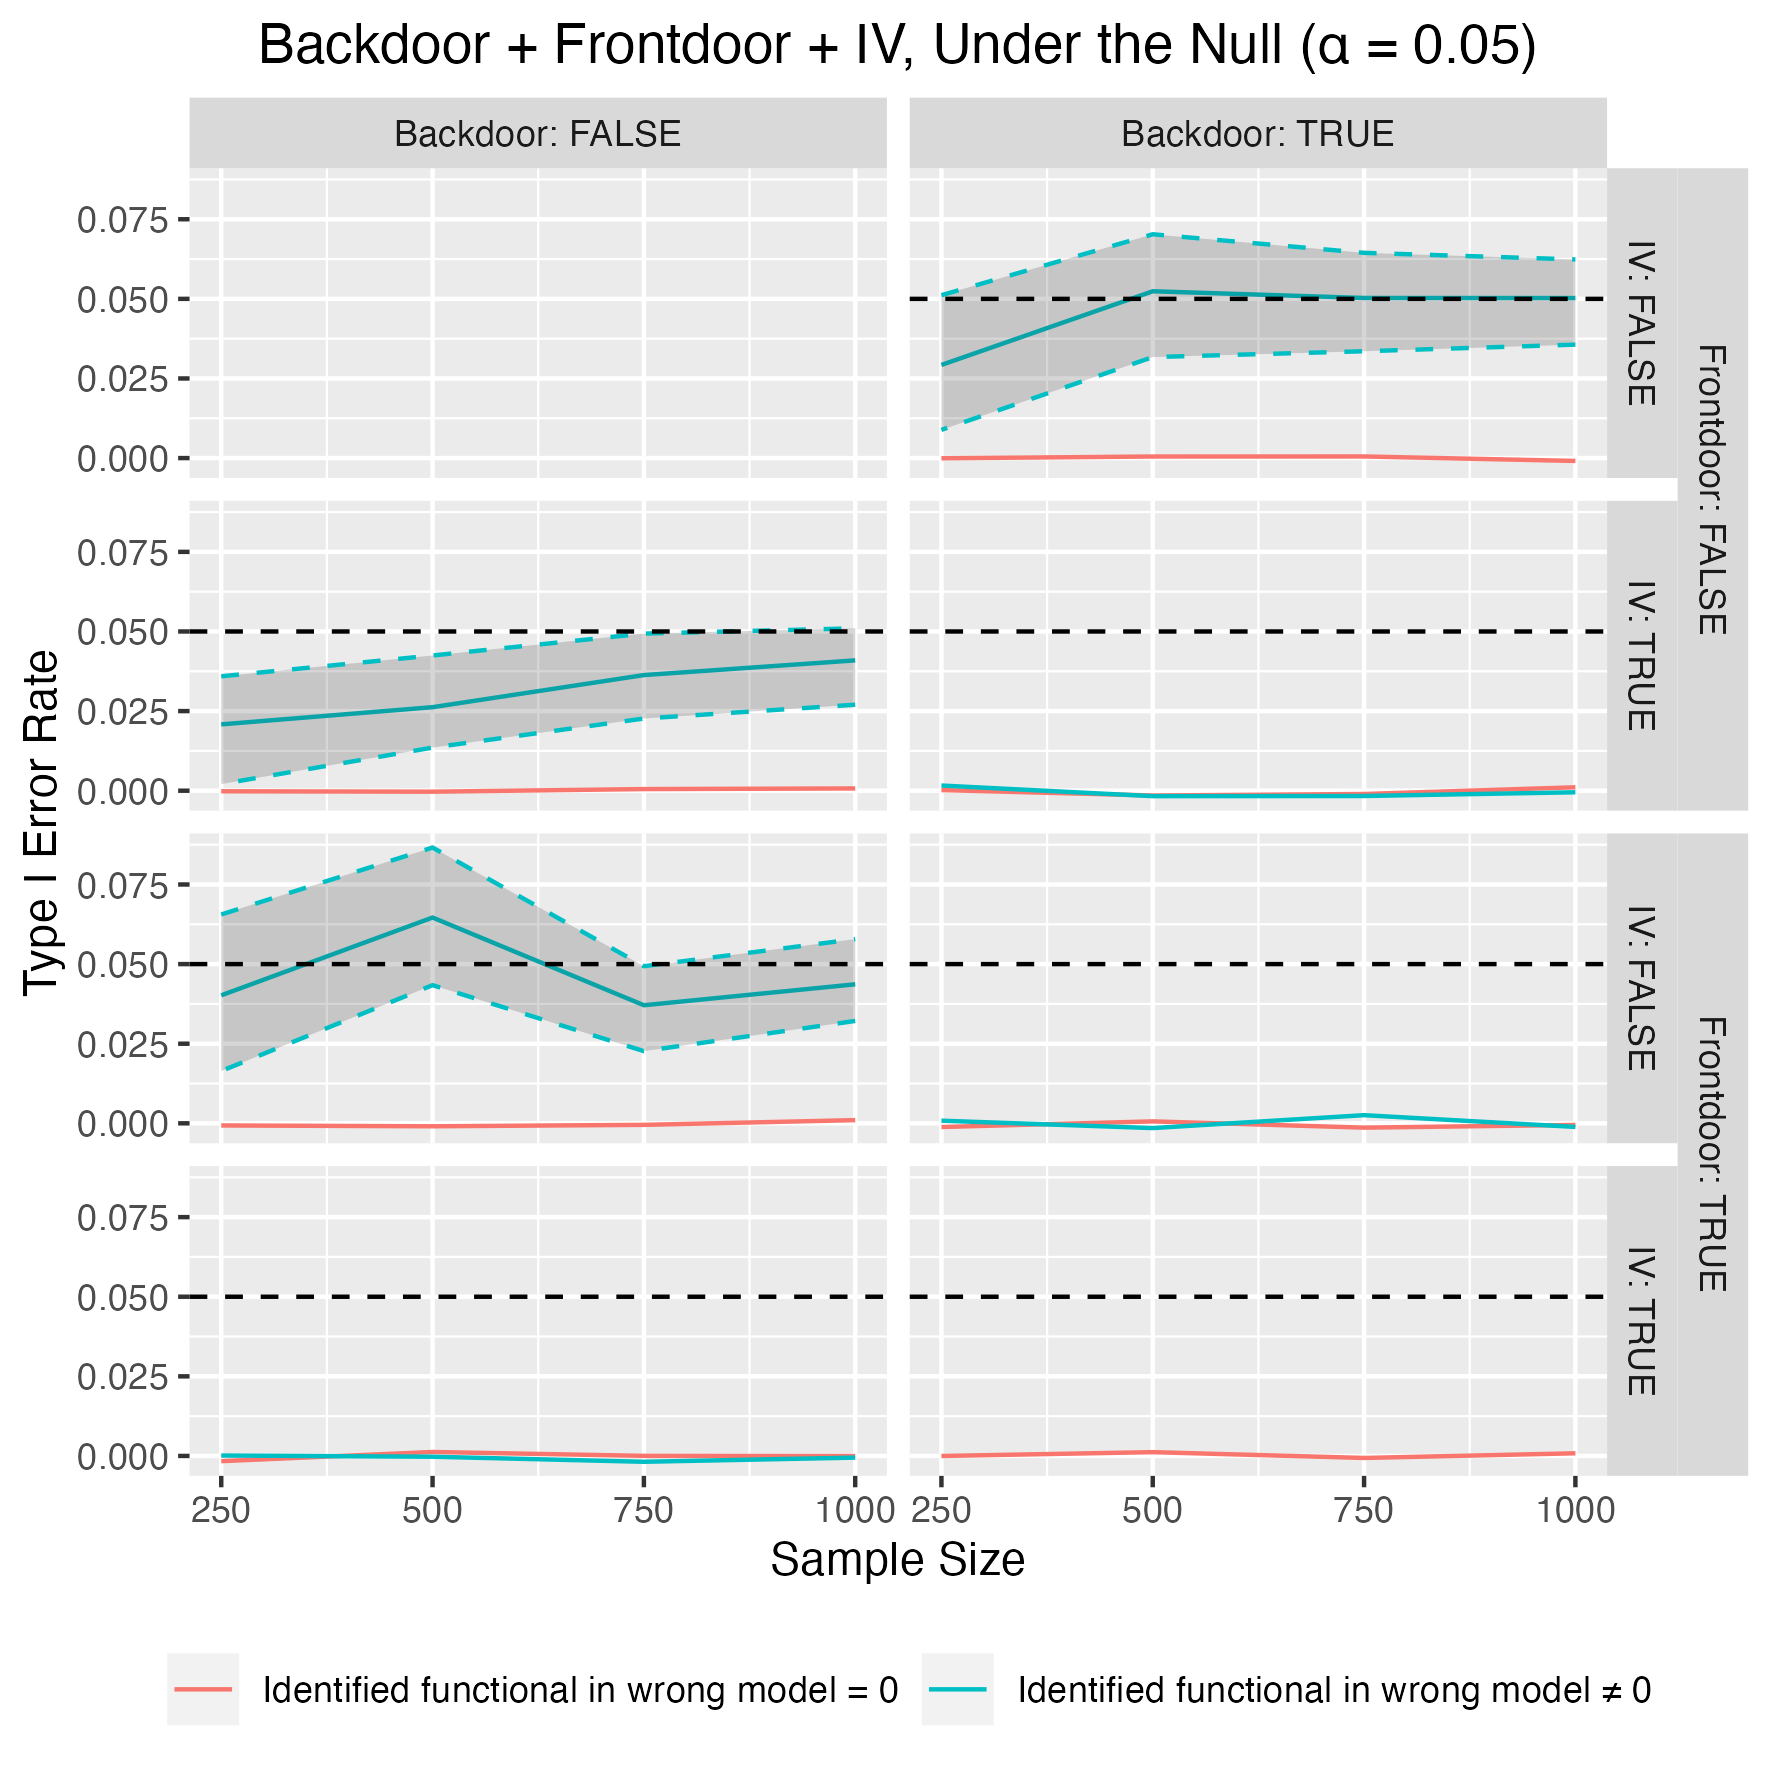 Backdoor + Frontdoor + IV, Under the Null (α = 0.05)
Backdoor: FALSE
Backdoor: TRUE
0.075
0.050
0.025
0.000
IV: FALSE
Frontdoor: FALSE
0.075
0.050
0.025
0.000
IV: TRUE
Type I Error Rate
0.075
0.050
0.025
0.000
IV: FALSE
Frontdoor: TRUE
0.075
0.050
0.025
0.000
IV: TRUE
250 500 750 1000
250 500 750 1000
Sample Size
Identified functional in wrong model = 0
Identified functional in wrong model ≠ 0